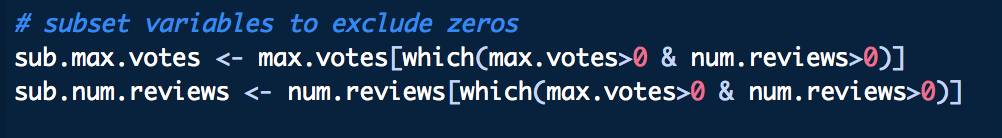 # subset variables to exclude zeros
sub.max.votes <- max.votes[which(max.votes>0 & num.reviews>0)]
sub.num.reviews <- num.reviews[which(max.votes>0 & num.reviews>0)]